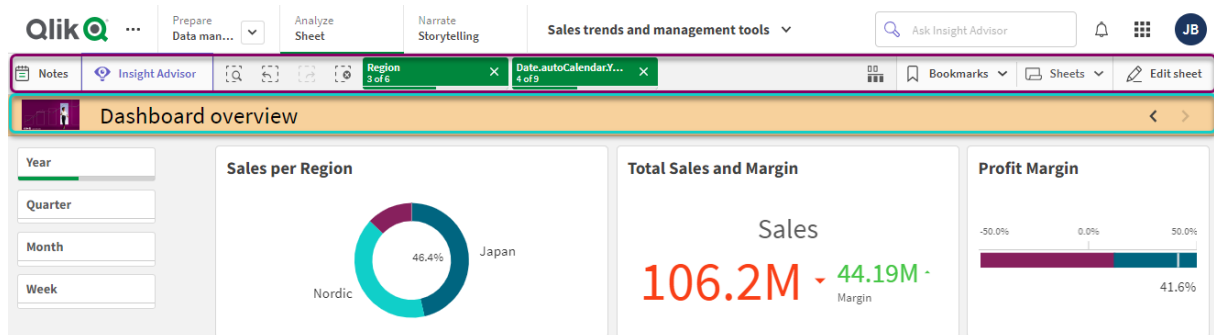 Qlik
Prepare
Data man...
Analyze
Sheet
Narrate
Storytelling
Sales trends and management tools
Ask Insight Advisor
JB
Notes
Insight Advisor
Region
3 of 6
Date.autoCalendar.Y...
4 of 9
Bookmarks
Sheets
Edit sheet
Dashboard overview
Year
Quarter
Month
Week
Sales per Region
46.4%
Japan
Nordic
Total Sales and Margin
Sales
106.2M
44.19M
Margin
Profit Margin
-50.0% 0.0% 50.0%
41.6%